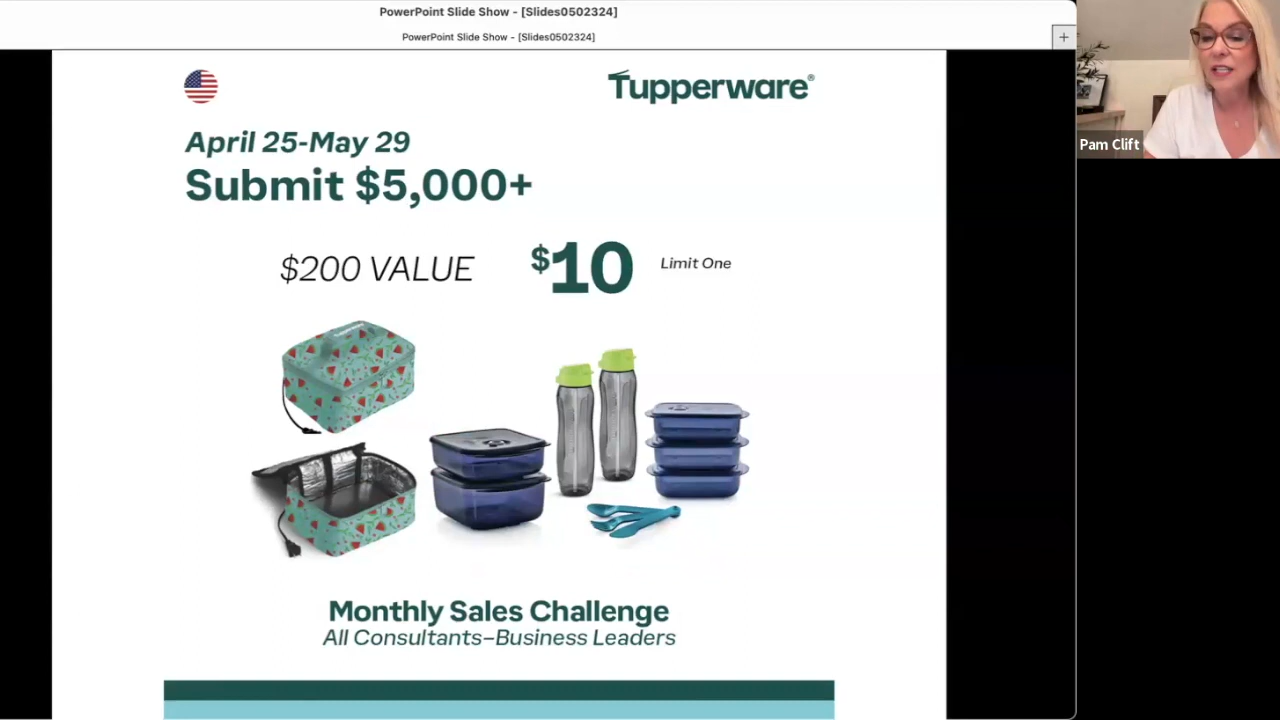 PowerPoint Slide Show - [Slides0502324]
PowerPoint Slide Show - [Slides0502324]
+
Tupperware®
April 25-May 29
Submit $5,000+
$200 VALUE
$10
Limit One
Monthly Sales Challenge
All Consultants–Business Leaders
Pam Clift